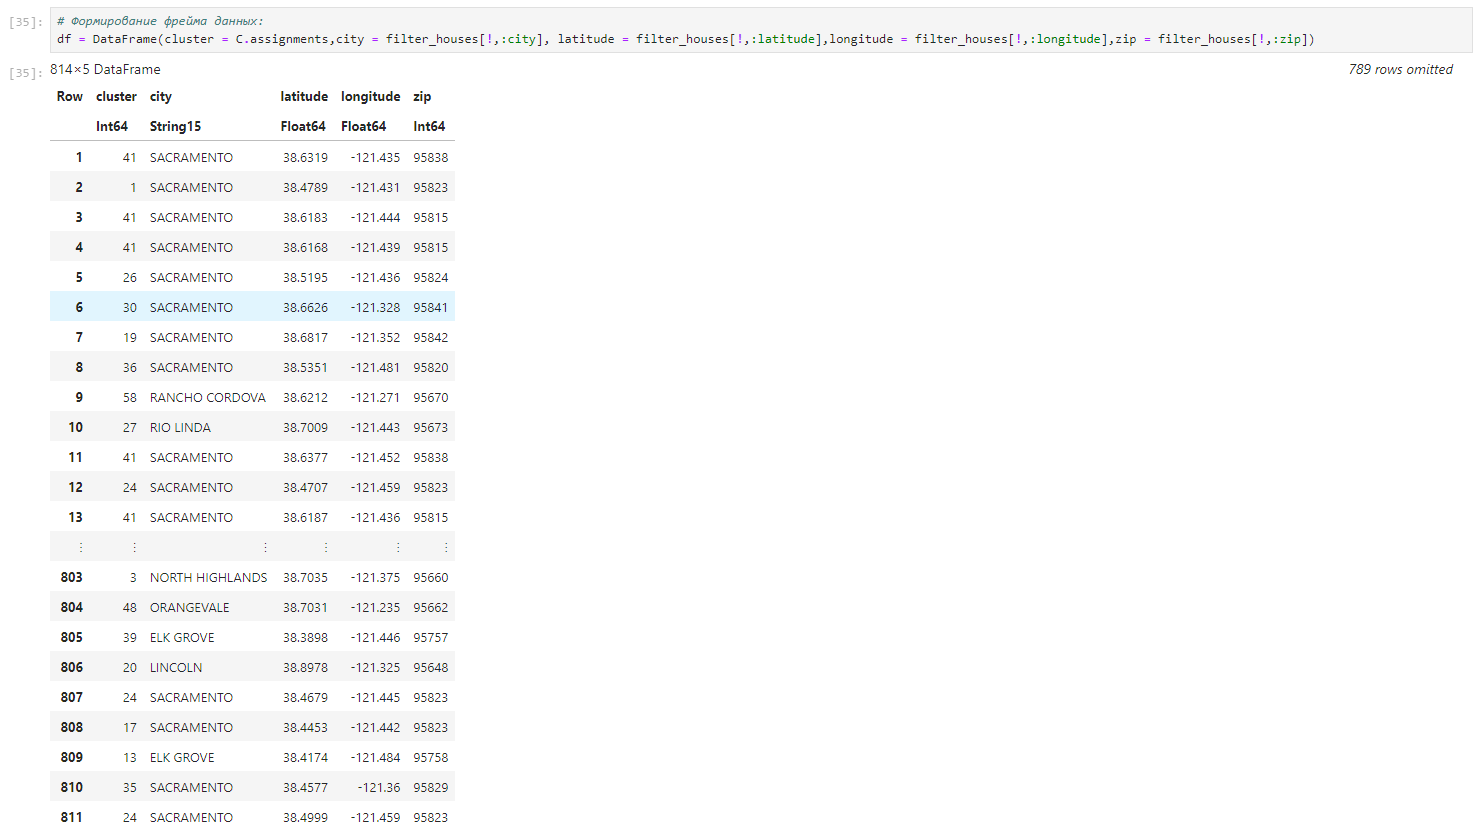 [35]: # Формирование фрейма данных:
df = DataFrame(cluster = C.assignments,city = filter_houses[!,:city], latitude = filter_houses[!,:latitude],longitude = filter_houses[!,:longitude],zip = filter_houses[!,:zip])
[35]: 814×5 DataFrame 789 rows omitted
Row cluster city latitude longitude zip
Int64 String15 Float64 Float64 Int64
1 41 SACRAMENTO 38.6319 -121.435 95838
2 1 SACRAMENTO 38.4789 -121.431 95823
3 41 SACRAMENTO 38.6183 -121.444 95815
4 41 SACRAMENTO 38.6168 -121.439 95815
5 26 SACRAMENTO 38.5195 -121.436 95824
6 30 SACRAMENTO 38.6626 -121.328 95841
7 19 SACRAMENTO 38.6817 -121.352 95842
8 36 SACRAMENTO 38.5351 -121.481 95820
9 58 RANCHO CORDOVA 38.6212 -121.271 95670
10 27 RIO LINDA 38.7009 -121.443 95673
11 41 SACRAMENTO 38.6377 -121.452 95838
12 24 SACRAMENTO 38.4707 -121.459 95823
13 41 SACRAMENTO 38.6187 -121.436 95815
⋮ ⋮ ⋮ ⋮ ⋮ ⋮
803 3 NORTH HIGHLANDS 38.7035 -121.375 95660
804 48 ORANGEVALE 38.7031 -121.235 95662
805 39 ELK GROVE 38.3898 -121.446 95757
806 20 LINCOLN 38.8978 -121.325 95648
807 24 SACRAMENTO 38.4679 -121.445 95823
808 17 SACRAMENTO 38.4453 -121.442 95823
809 13 ELK GROVE 38.4174 -121.484 95758
810 35 SACRAMENTO 38.4577 -121.36 95829
811 24 SACRAMENTO 38.4999 -121.459 95823